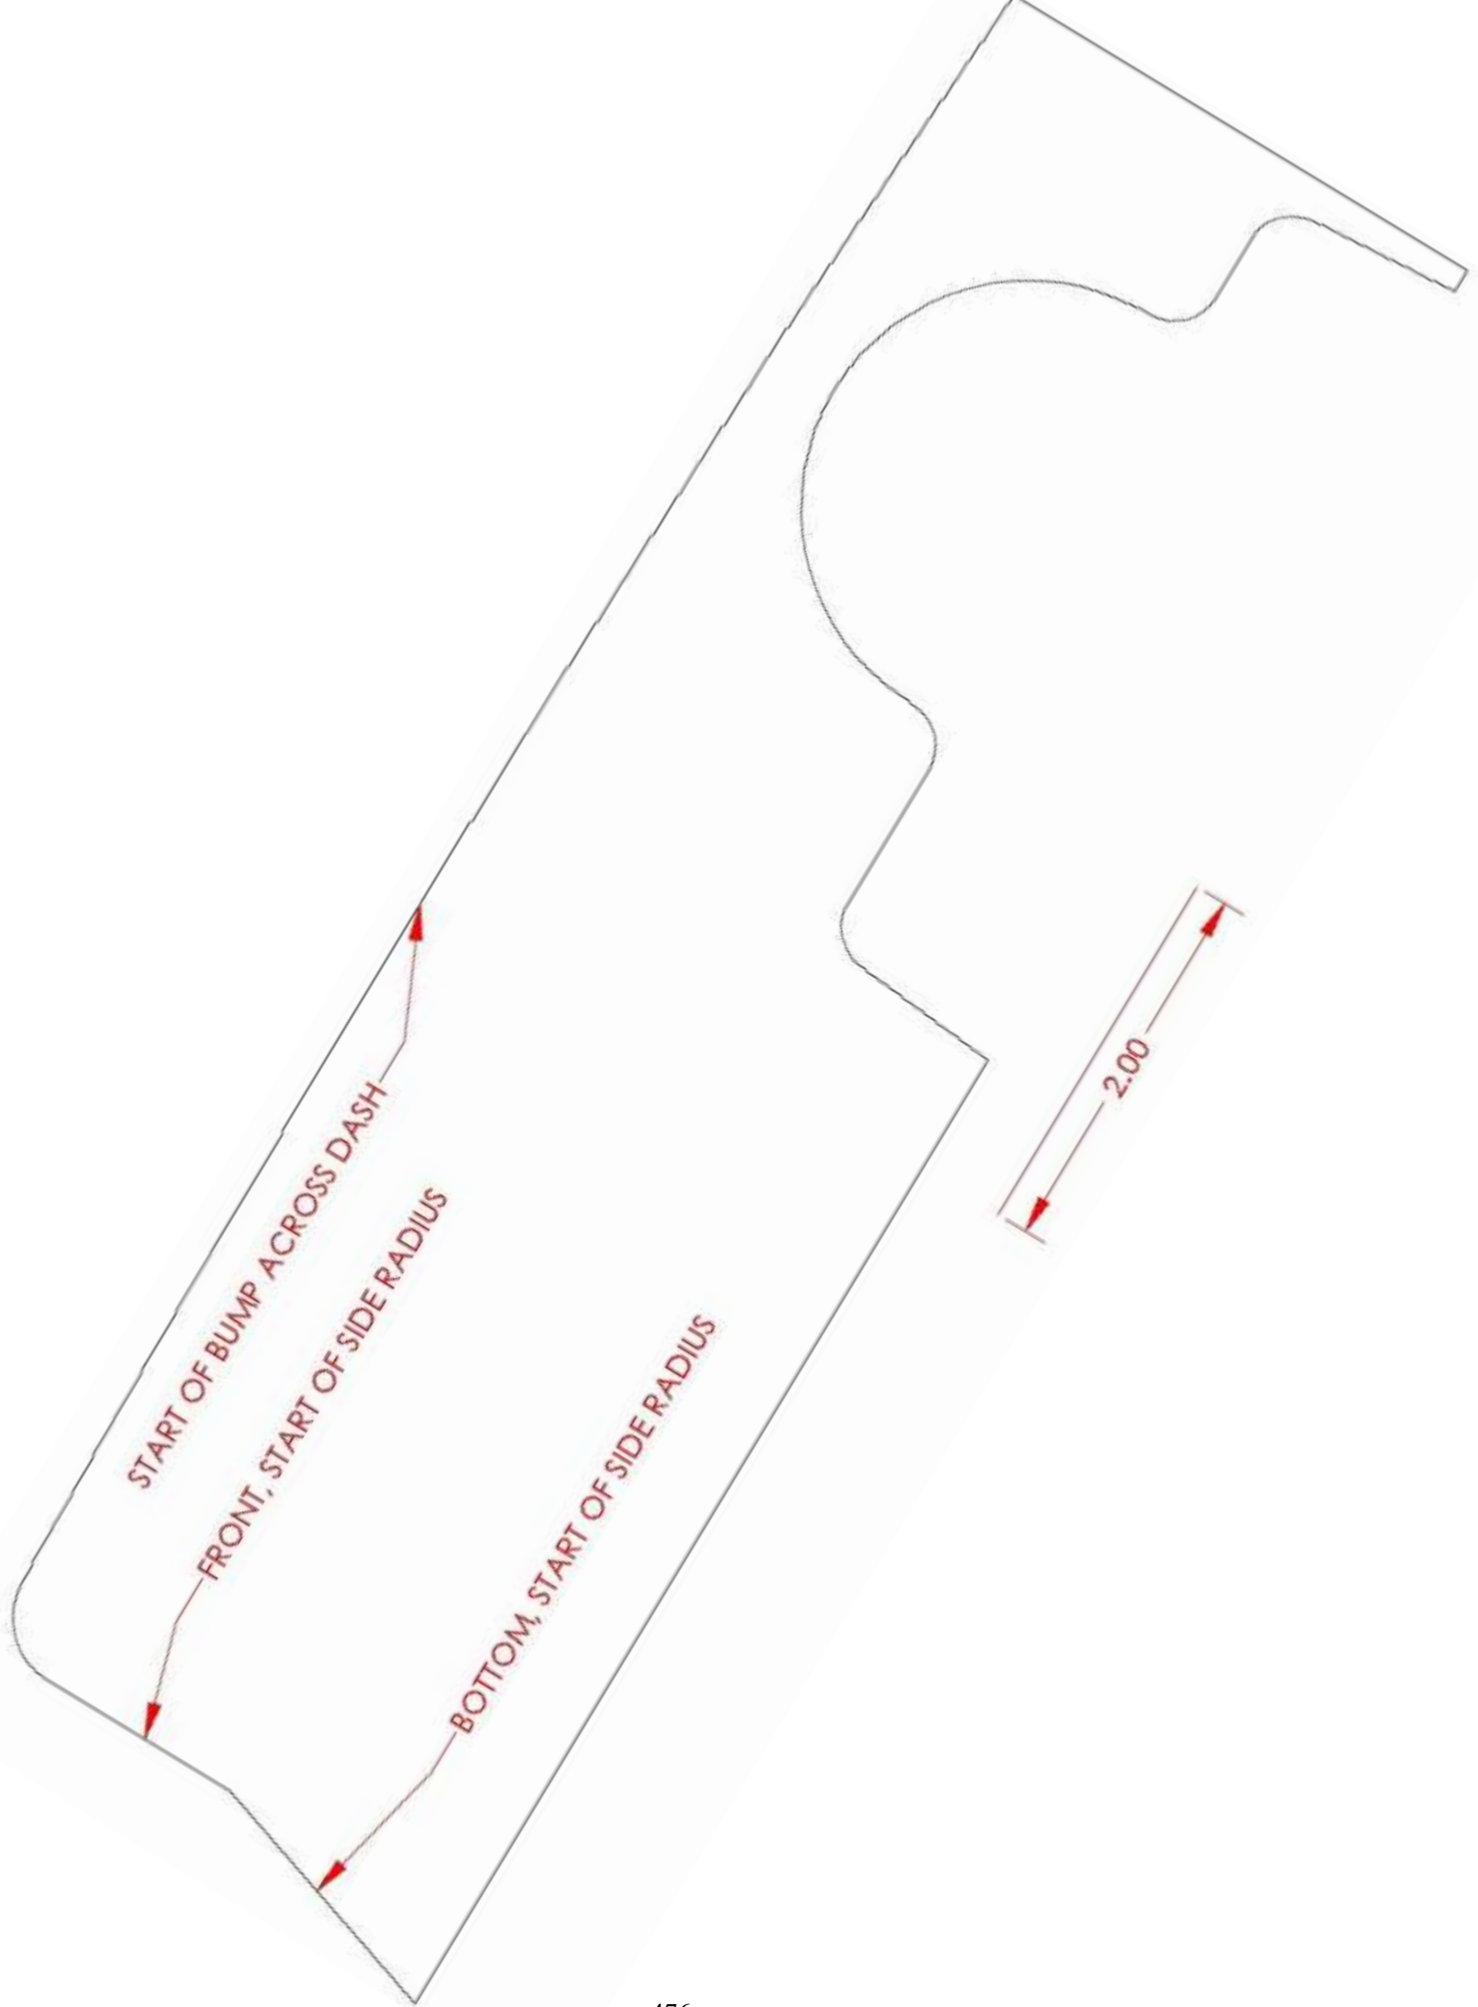 START OF BUMP ACROSS DASH
FRONT, START OF SIDE RADIUS
BOTTOM, START OF SIDE RADIUS
2.00